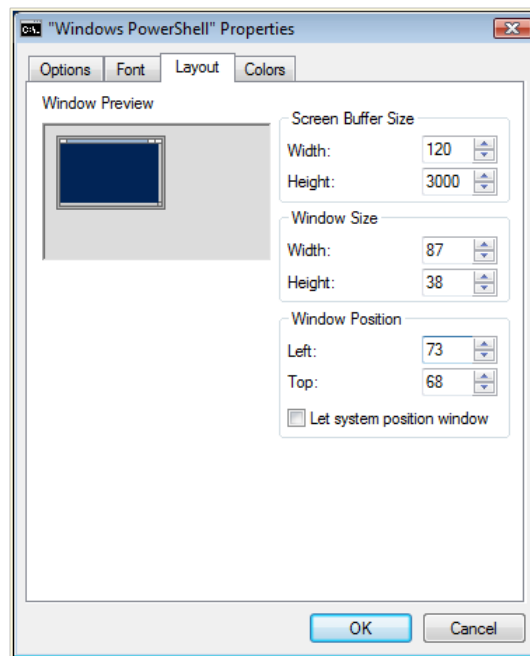 "Windows PowerShell" Properties
Options Font Layout Colors
Window Preview
Screen Buffer Size
Width: 120
Height: 3000
Window Size
Width: 87
Height: 38
Window Position
Left: 73
Top: 68
Let system position window
OK Cancel